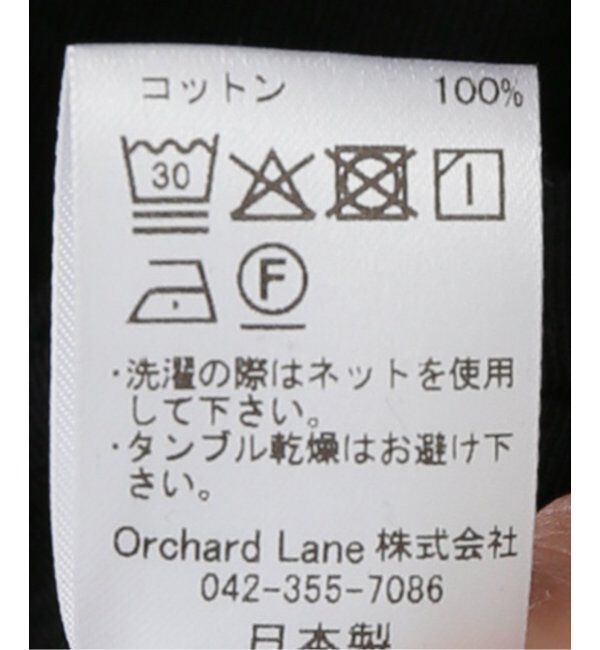 コットン 100%
30
F
・洗濯の際はネットを使用
して下さい。
・タンブル乾燥はお避け下
さい。
Orchard Lane 株式会社
042-355-7086
日本製